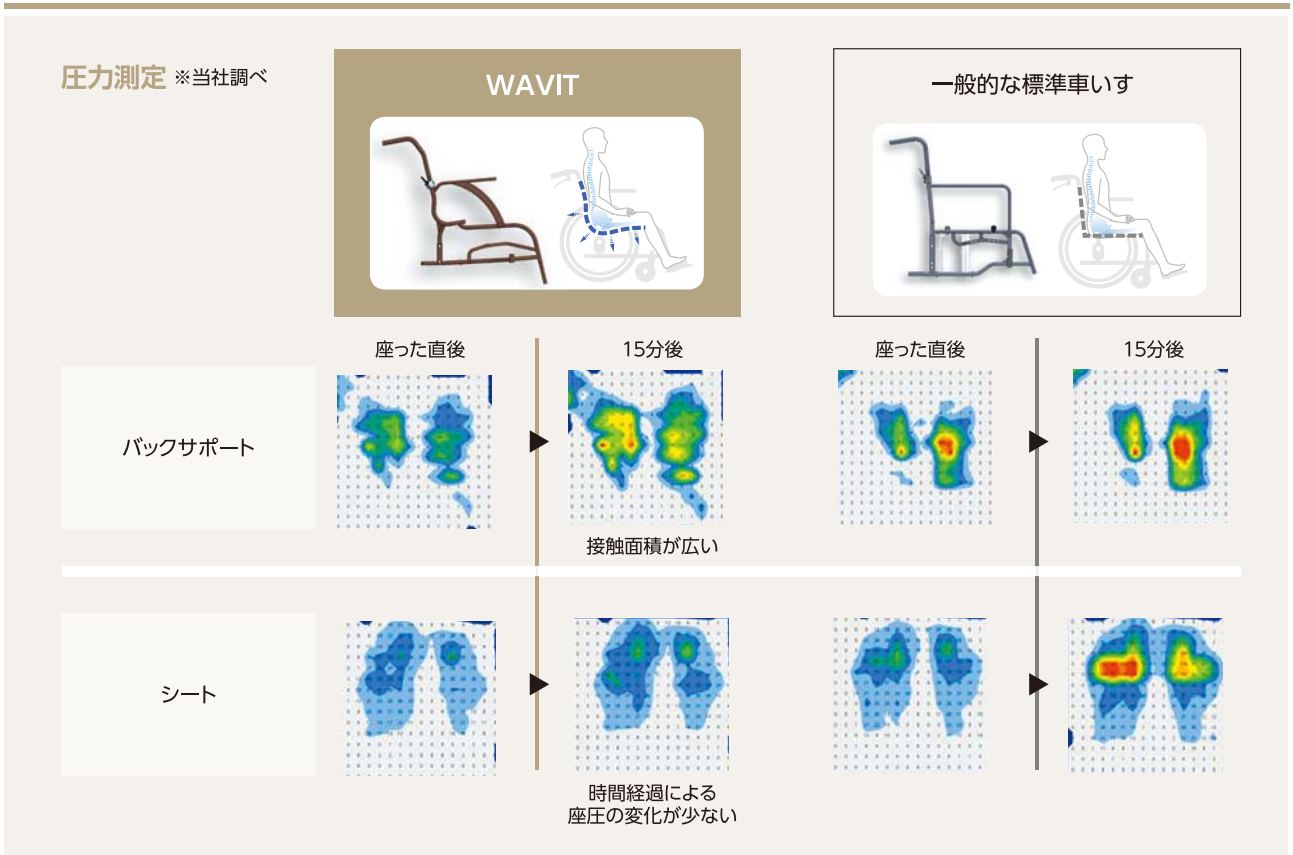 圧力測定 ※当社調べ
WAVIT
一般的な標準車いす
座った直後
15分後
座った直後
15分後
バックサポート
接触面積が広い
シート
時間経過による
座圧の変化が少ない